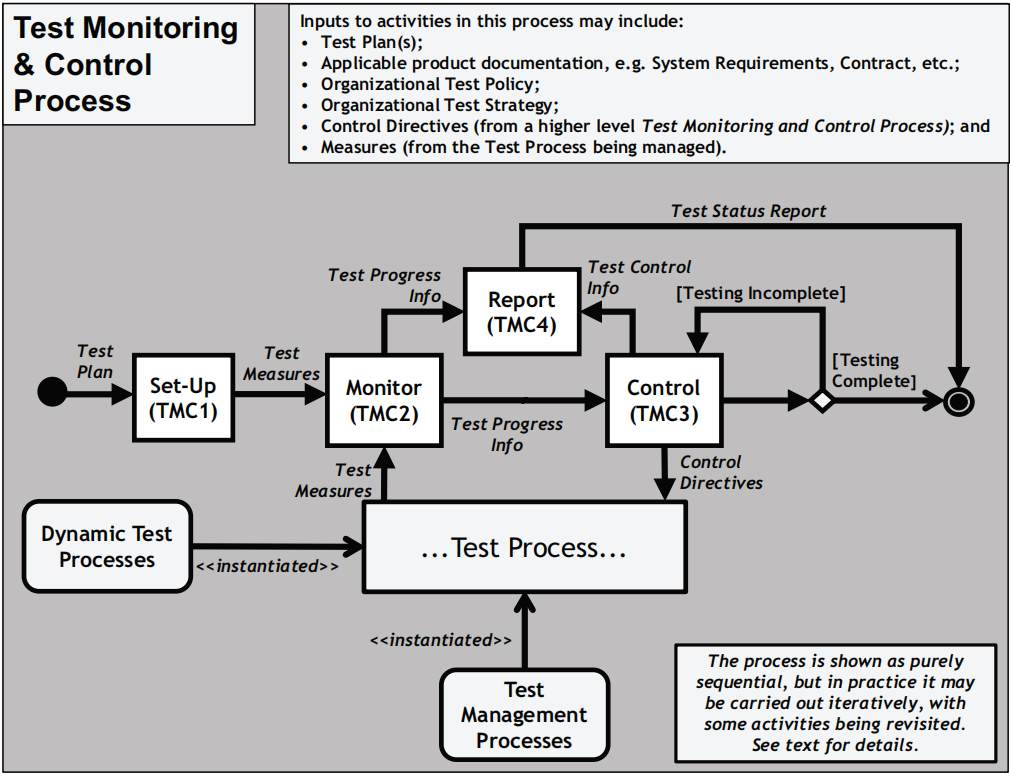 Test Monitoring
& Control
Process
Inputs to activities in this process may include:
• Test Plan(s);
• Applicable product documentation, e.g. System Requirements, Contract, etc.;
• Organizational Test Policy;
• Organizational Test Strategy;
• Control Directives (from a higher level Test Monitoring and Control Process); and
• Measures (from the Test Process being managed).
Test Status Report
Test Progress
Info
Report
(TMC4)
Test Control
Info
[Testing Incomplete]
Test
Plan
Set-Up
(TMC1)
Test
Measures
Monitor
(TMC2)
Test Progress
Info
Control
(TMC3)
[Testing
Complete]
Test
Measures
Control
Directives
Dynamic Test
Processes
<<instantiated>>
...Test Process...
<<instantiated>>
Test
Management
Processes
The process is shown as purely
sequential, but in practice it may
be carried out iteratively, with
some activities being revisited.
See text for details.